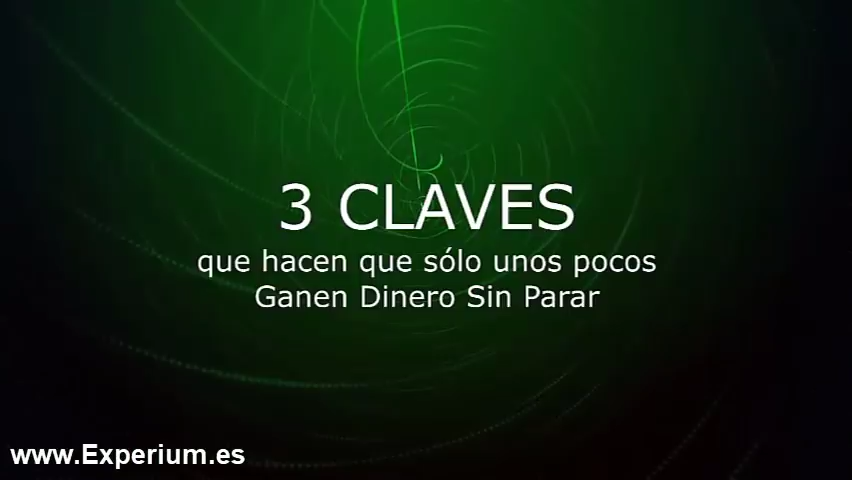 3 CLAVES
que hacen que sólo unos pocos
Ganen Dinero Sin Parar
www.Experium.es